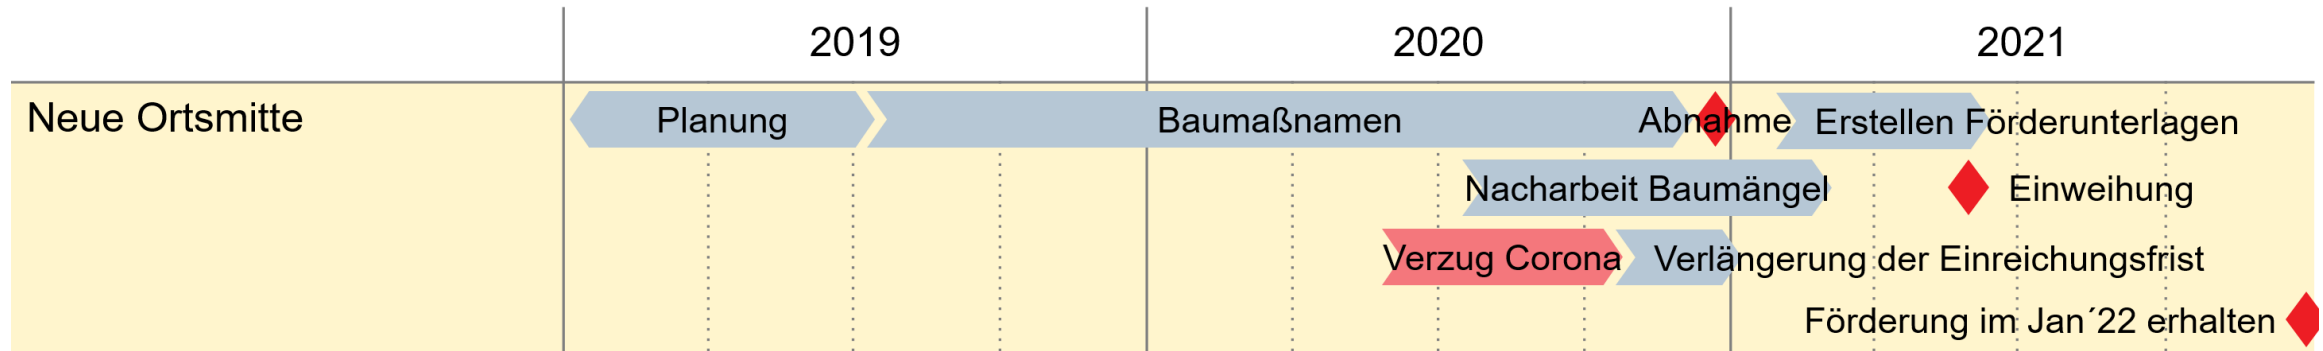 2019 2020 2021
Neue Ortsmitte Planung Baumaßnamen Abnahme Erstellen Förderunterlagen
Nacharbeit Baumängel Einweihung
Verzug Corona Verlängerung der Einreichungsfrist
Förderung im Jan´22 erhalten